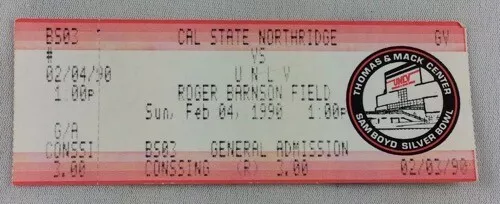 BS03 CAL STATE NORTHRIDGE GV
# VS
02/04/90 U N L V
1:00P ROGER BARNSON FIELD
Sun, Feb 04, 1990 1:00P
G/A
CONSSI BS03 GENERAL ADMISSION
3.00 CONSSING (R) 3.00 02/03/90
THOMAS & MACK CENTER
UNLV
SAM BOYD SILVER BOWL